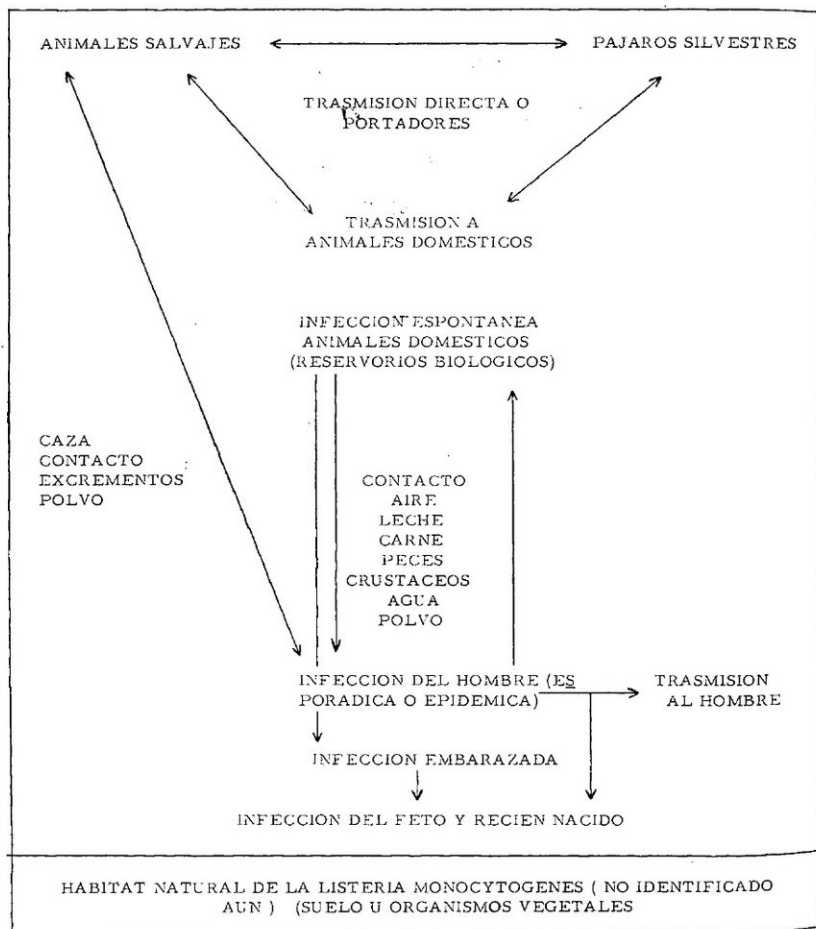 ANIMALES SALVAJES PAJAROS SILVESTRES
TRASMISION DIRECTA O
PORTADORES
TRASMISION A
ANIMALES DOMESTICOS
INFECCION ESPONTANEA
ANIMALES DOMESTICOS
(RESERVORIOS BIOLOGICOS)
CAZA
CONTACTO
EXCREMENTOS
POLVO
CONTACTO
AIRE
LECHE
CARNE
PECES
CRUSTACEOS
AGUA
POLVO
INFECCION DEL HOMBRE (ES
PORADICA O EPIDEMICA)
TRASMISION
AL HOMBRE
INFECCION EMBARAZADA
INFECCION DEL FETO Y RECIEN NACIDO
HABITAT NATURAL DE LA LISTERIA MONOCYTOGENES ( NO IDENTIFICADO
AUN ) (SUELO U ORGANISMOS VEGETALES